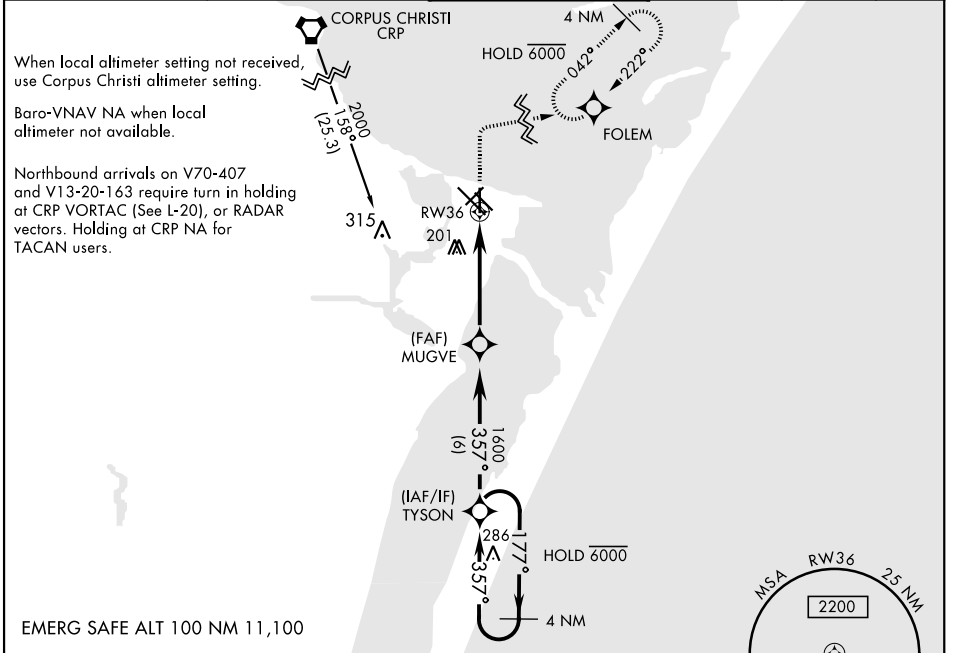 CORPUS CHRISTI
CRP
4 NM
HOLD 6000
042°
222°
When local altimeter setting not received,
use Corpus Christi altimeter setting.
Baro-VNAV NA when local
altimeter not available.
2000
158°
(25.3)
FOLEM
Northbound arrivals on V70-407
and V13-20-163 require turn in holding
at CRP VORTAC (See L-20), or RADAR
vectors. Holding at CRP NA for
TACAN users.
315
RW36
201
(FAF)
MUGVE
1600
357°
(6)
(IAF/IF)
TYSON
286
177°
357°
HOLD 6000
4 NM
EMERG SAFE ALT 100 NM 11,100
MSA RW36 25 NM
2200